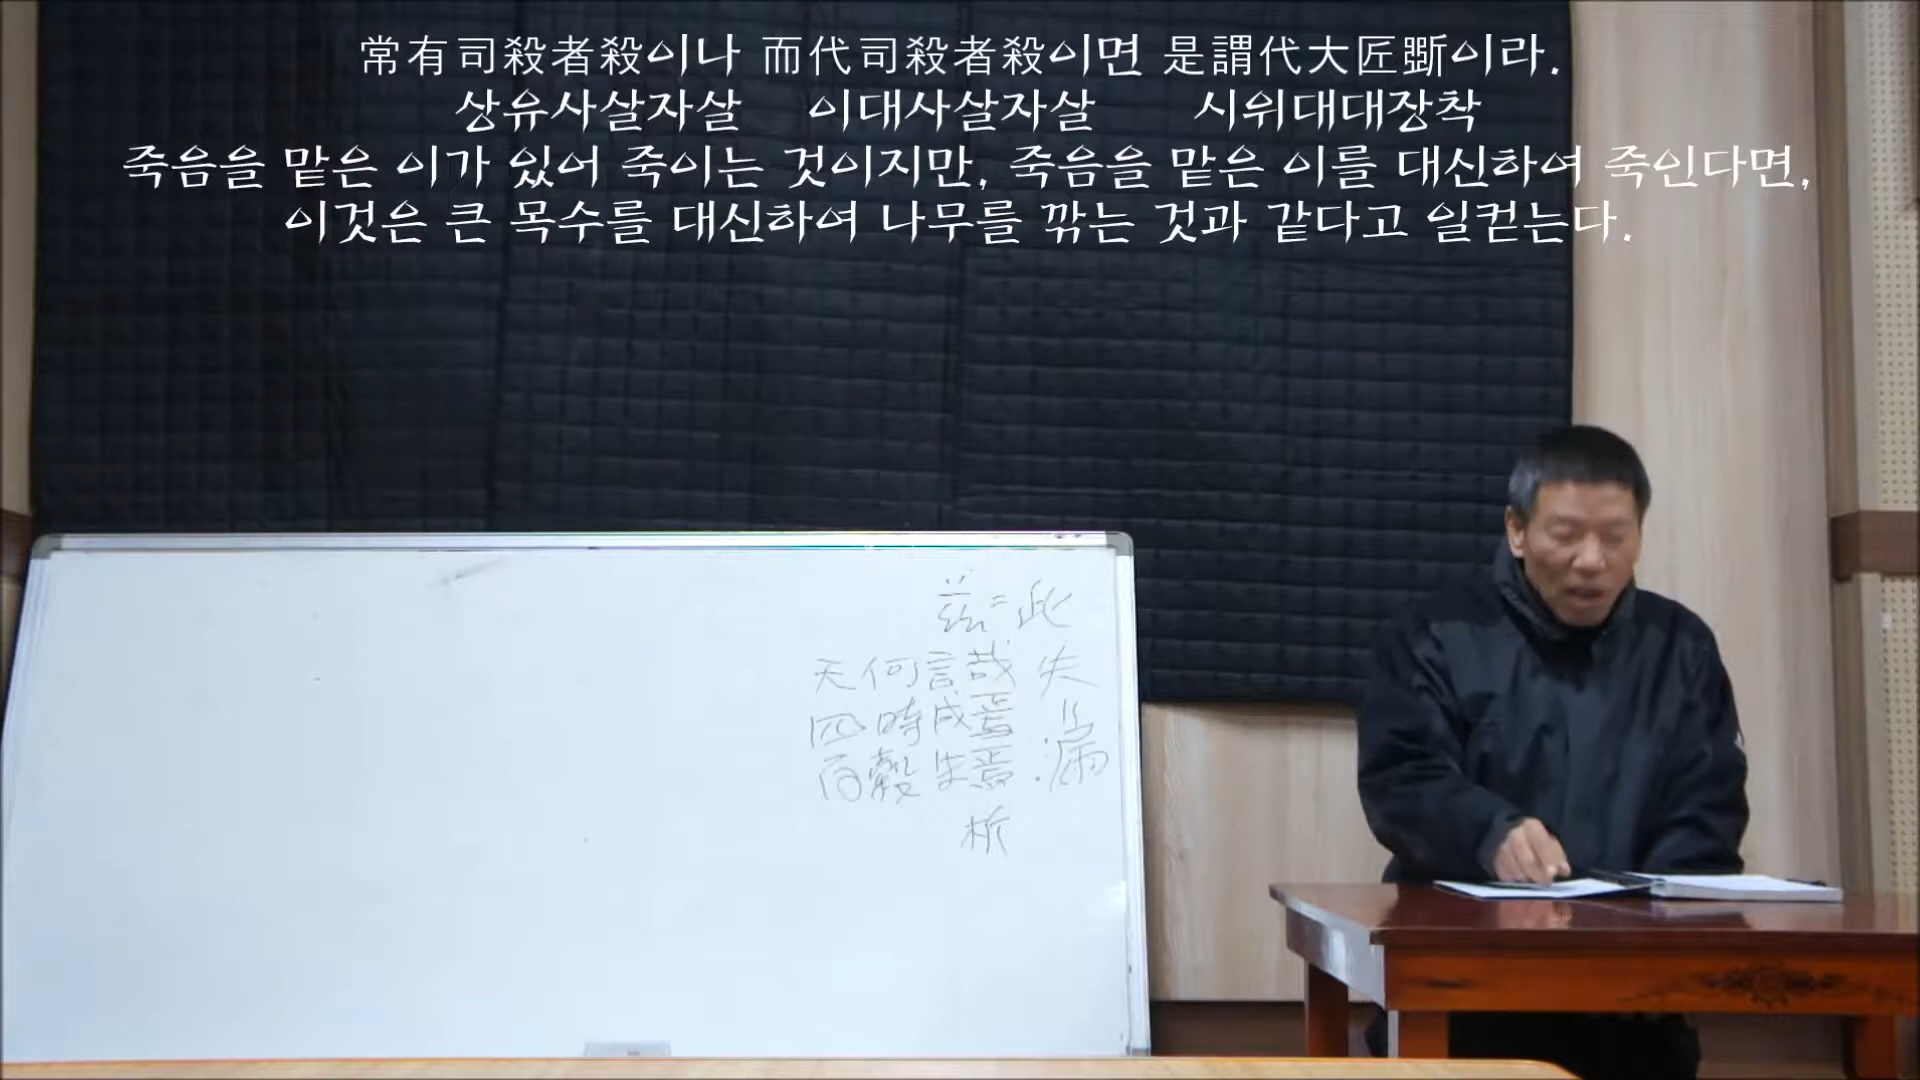 常有司殺者殺이나 而代司殺者殺이면 是謂代大匠斲이라.
상유사살자살 이대사살자살 시위대대장착
죽음을 맡은 이가 있어 죽이는 것이지만, 죽음을 맡은 이를 대신하여 죽인다면,
이것은 큰 목수를 대신하여 나무를 깎는 것과 같다고 일컫는다.
玆=此
天何言哉 失
四時成焉 〃
百穀生焉 漏
析